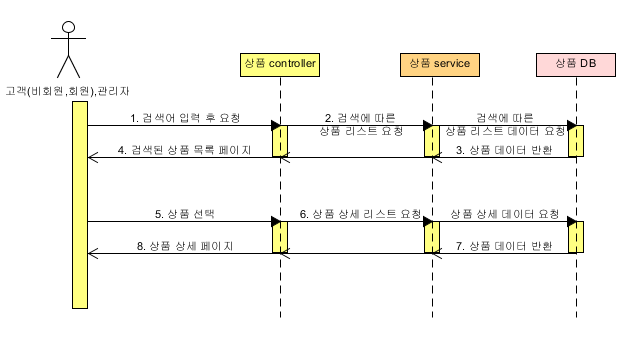 상품 controller
상품 service
상품 DB
고객(비회원,회원),관리자
1. 검색어 입력 후 요청
2. 검색에 따른
상품 리스트 요청
검색에 따른
상품 리스트 데이터 요청
4. 검색된 상품 목록 페이지
3. 상품 데이터 반환
5. 상품 선택
6. 상품 상세 리스트 요청
상품 상세 데이터 요청
8. 상품 상세 페이지
7. 상품 데이터 반환